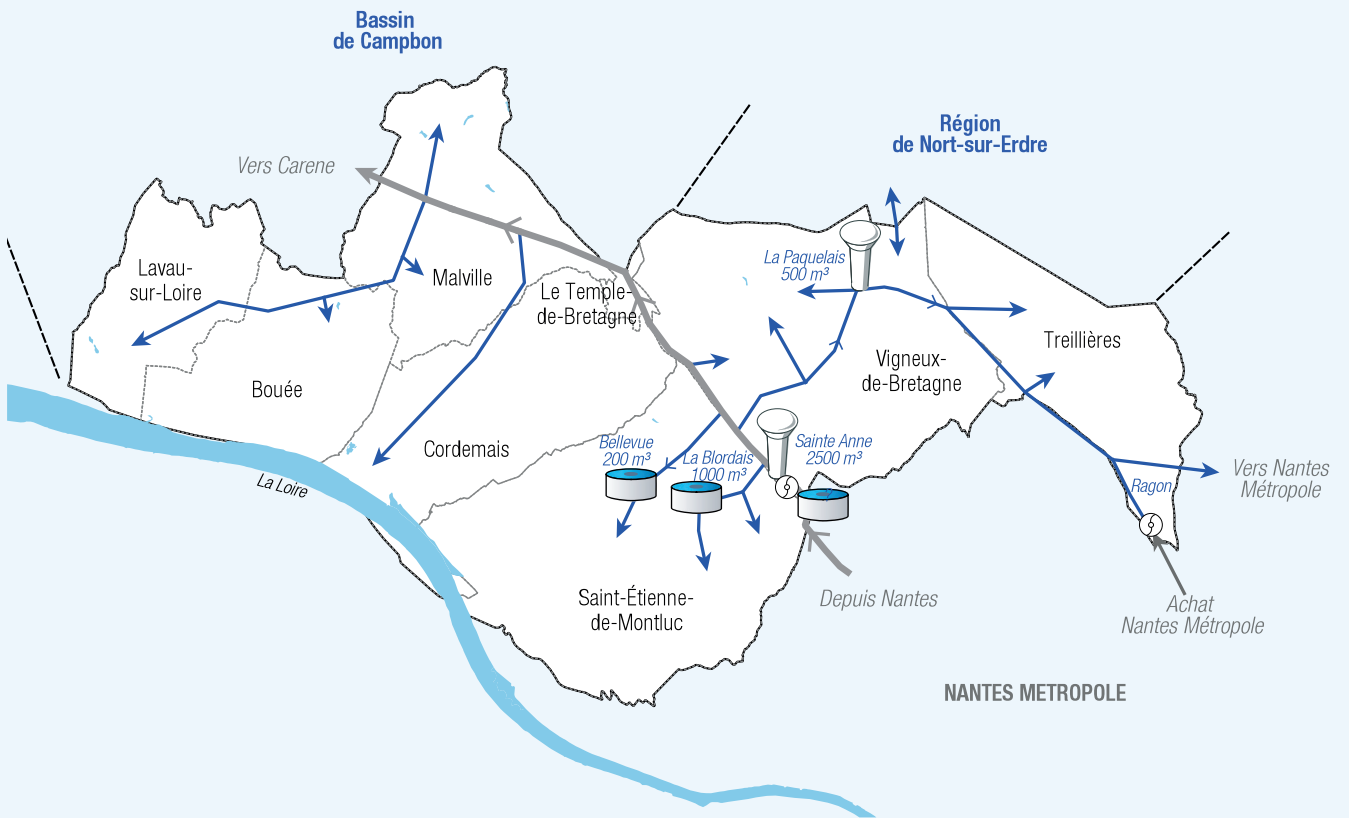 Bassin
de Campbon
Région
de Nort-sur-Erdre
Vers Carene
La Paquelais
500 m³
Lavau-
sur-Loire
Malville
Le Temple-
de-Bretagne
Treillières
Vigneux-
de-Bretagne
Bouée
Cordemais
Bellevue
200 m³
La Blordais
1000 m³
Sainte Anne
2500 m³
Vers Nantes
Métropole
Ragon
La Loire
Saint-Étienne-
de-Montluc
Depuis Nantes
Achat
Nantes Métropole
NANTES METROPOLE